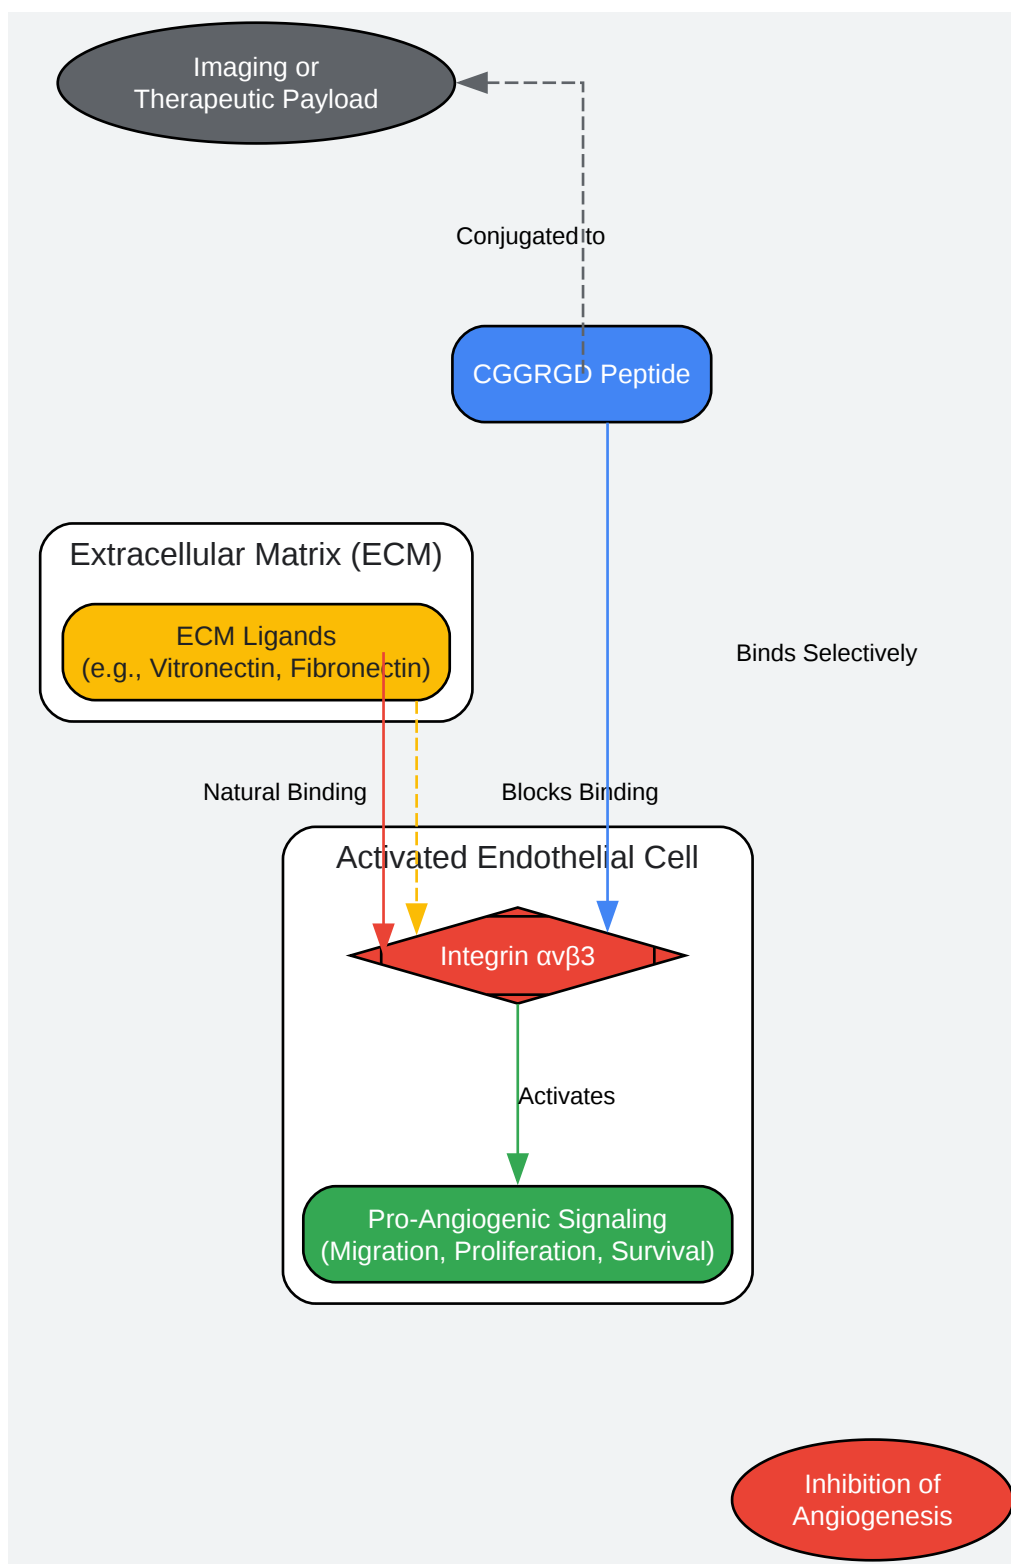 Imaging or
Therapeutic Payload
Conjugated to
CGGRGD Peptide
Extracellular Matrix (ECM)
ECM Ligands
(e.g., Vitronectin, Fibronectin)
Binds Selectively
Natural Binding
Blocks Binding
Activated Endothelial Cell
Integrin αvβ3
Activates
Pro-Angiogenic Signaling
(Migration, Proliferation, Survival)
Inhibition of
Angiogenesis